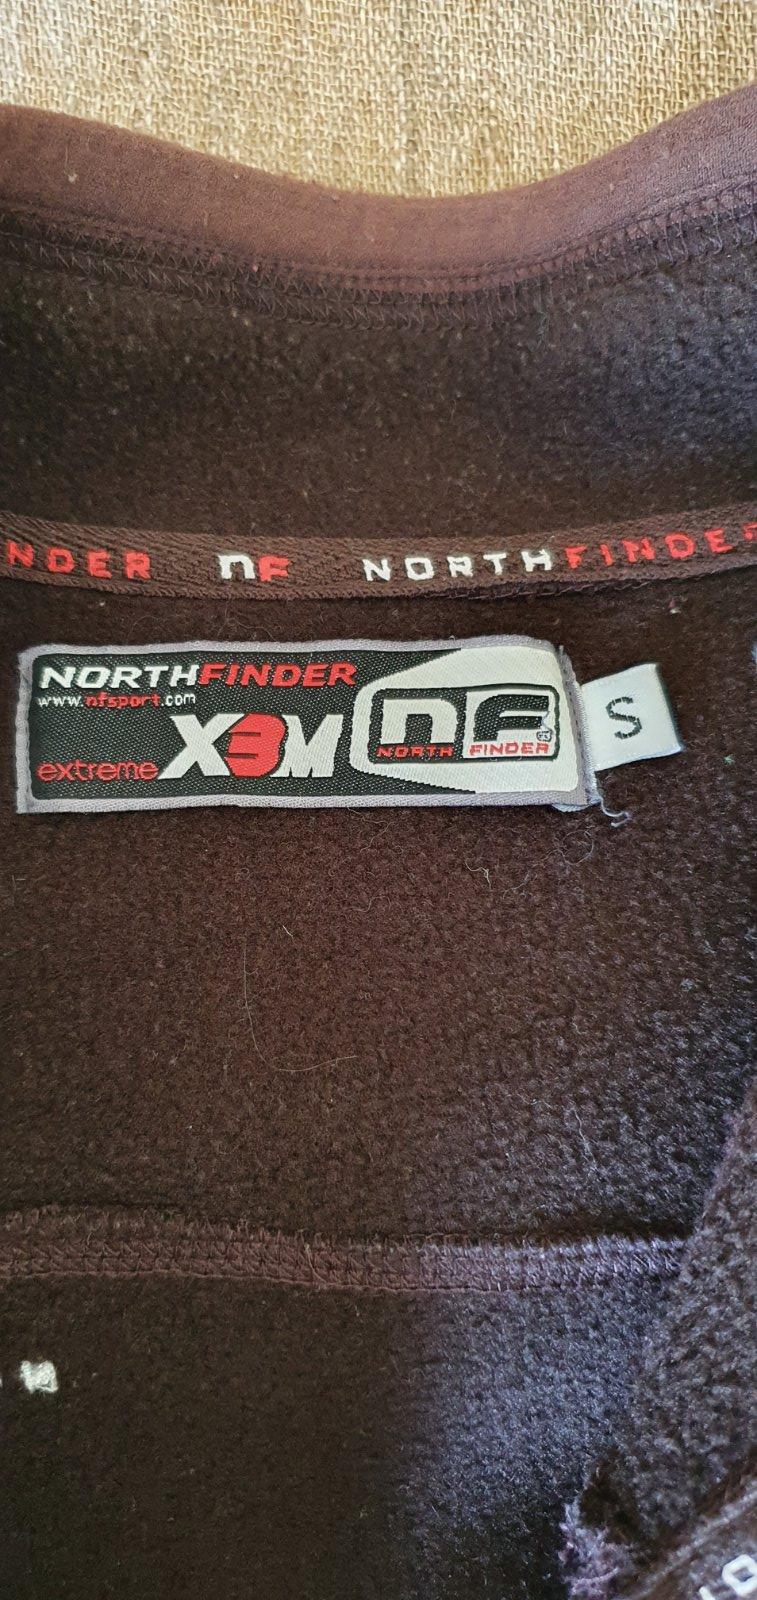 NDER nF NORTHFINDER
NORTHFINDER
www.nfsport.com
extreme X3M
nF
NORTH FINDER
S